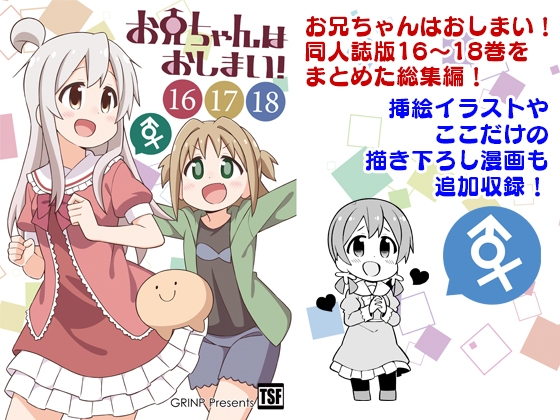 お兄ちゃんは
おしまい!
16 17 18
GRINP Presents TSF
お兄ちゃんはおしまい！
同人誌版16～18巻を
まとめた総集編！
挿絵イラストや
ここだけの
描き下ろし漫画も
追加収録！